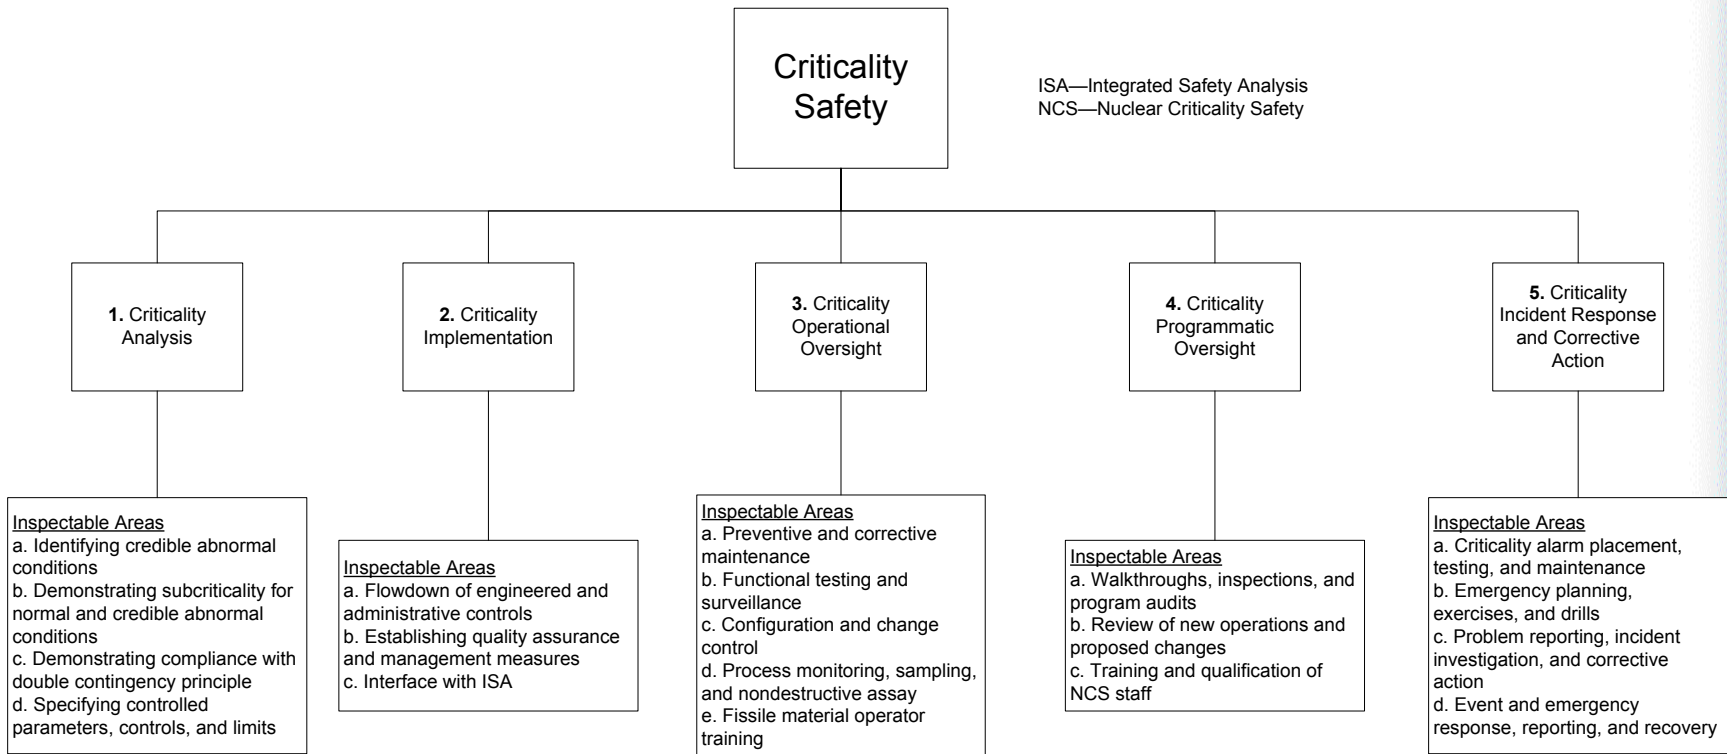 Criticality
Safety
ISA—Integrated Safety Analysis
NCS—Nuclear Criticality Safety
1. Criticality
Analysis
2. Criticality
Implementation
3. Criticality
Operational
Oversight
4. Criticality
Programmatic
Oversight
5. Criticality
Incident Response
and Corrective
Action
Inspectable Areas
a. Identifying credible abnormal
conditions
b. Demonstrating subcriticality for
normal and credible abnormal
conditions
c. Demonstrating compliance with
double contingency principle
d. Specifying controlled
parameters, controls, and limits
Inspectable Areas
a. Flowdown of engineered and
administrative controls
b. Establishing quality assurance
and management measures
c. Interface with ISA
Inspectable Areas
a. Preventive and corrective
maintenance
b. Functional testing and
surveillance
c. Configuration and change
control
d. Process monitoring, sampling,
and nondestructive assay
e. Fissile material operator
training
Inspectable Areas
a. Walkthroughs, inspections, and
program audits
b. Review of new operations and
proposed changes
c. Training and qualification of
NCS staff
Inspectable Areas
a. Criticality alarm placement,
testing, and maintenance
b. Emergency planning,
exercises, and drills
c. Problem reporting, incident
investigation, and corrective
action
d. Event and emergency
response, reporting, and recovery